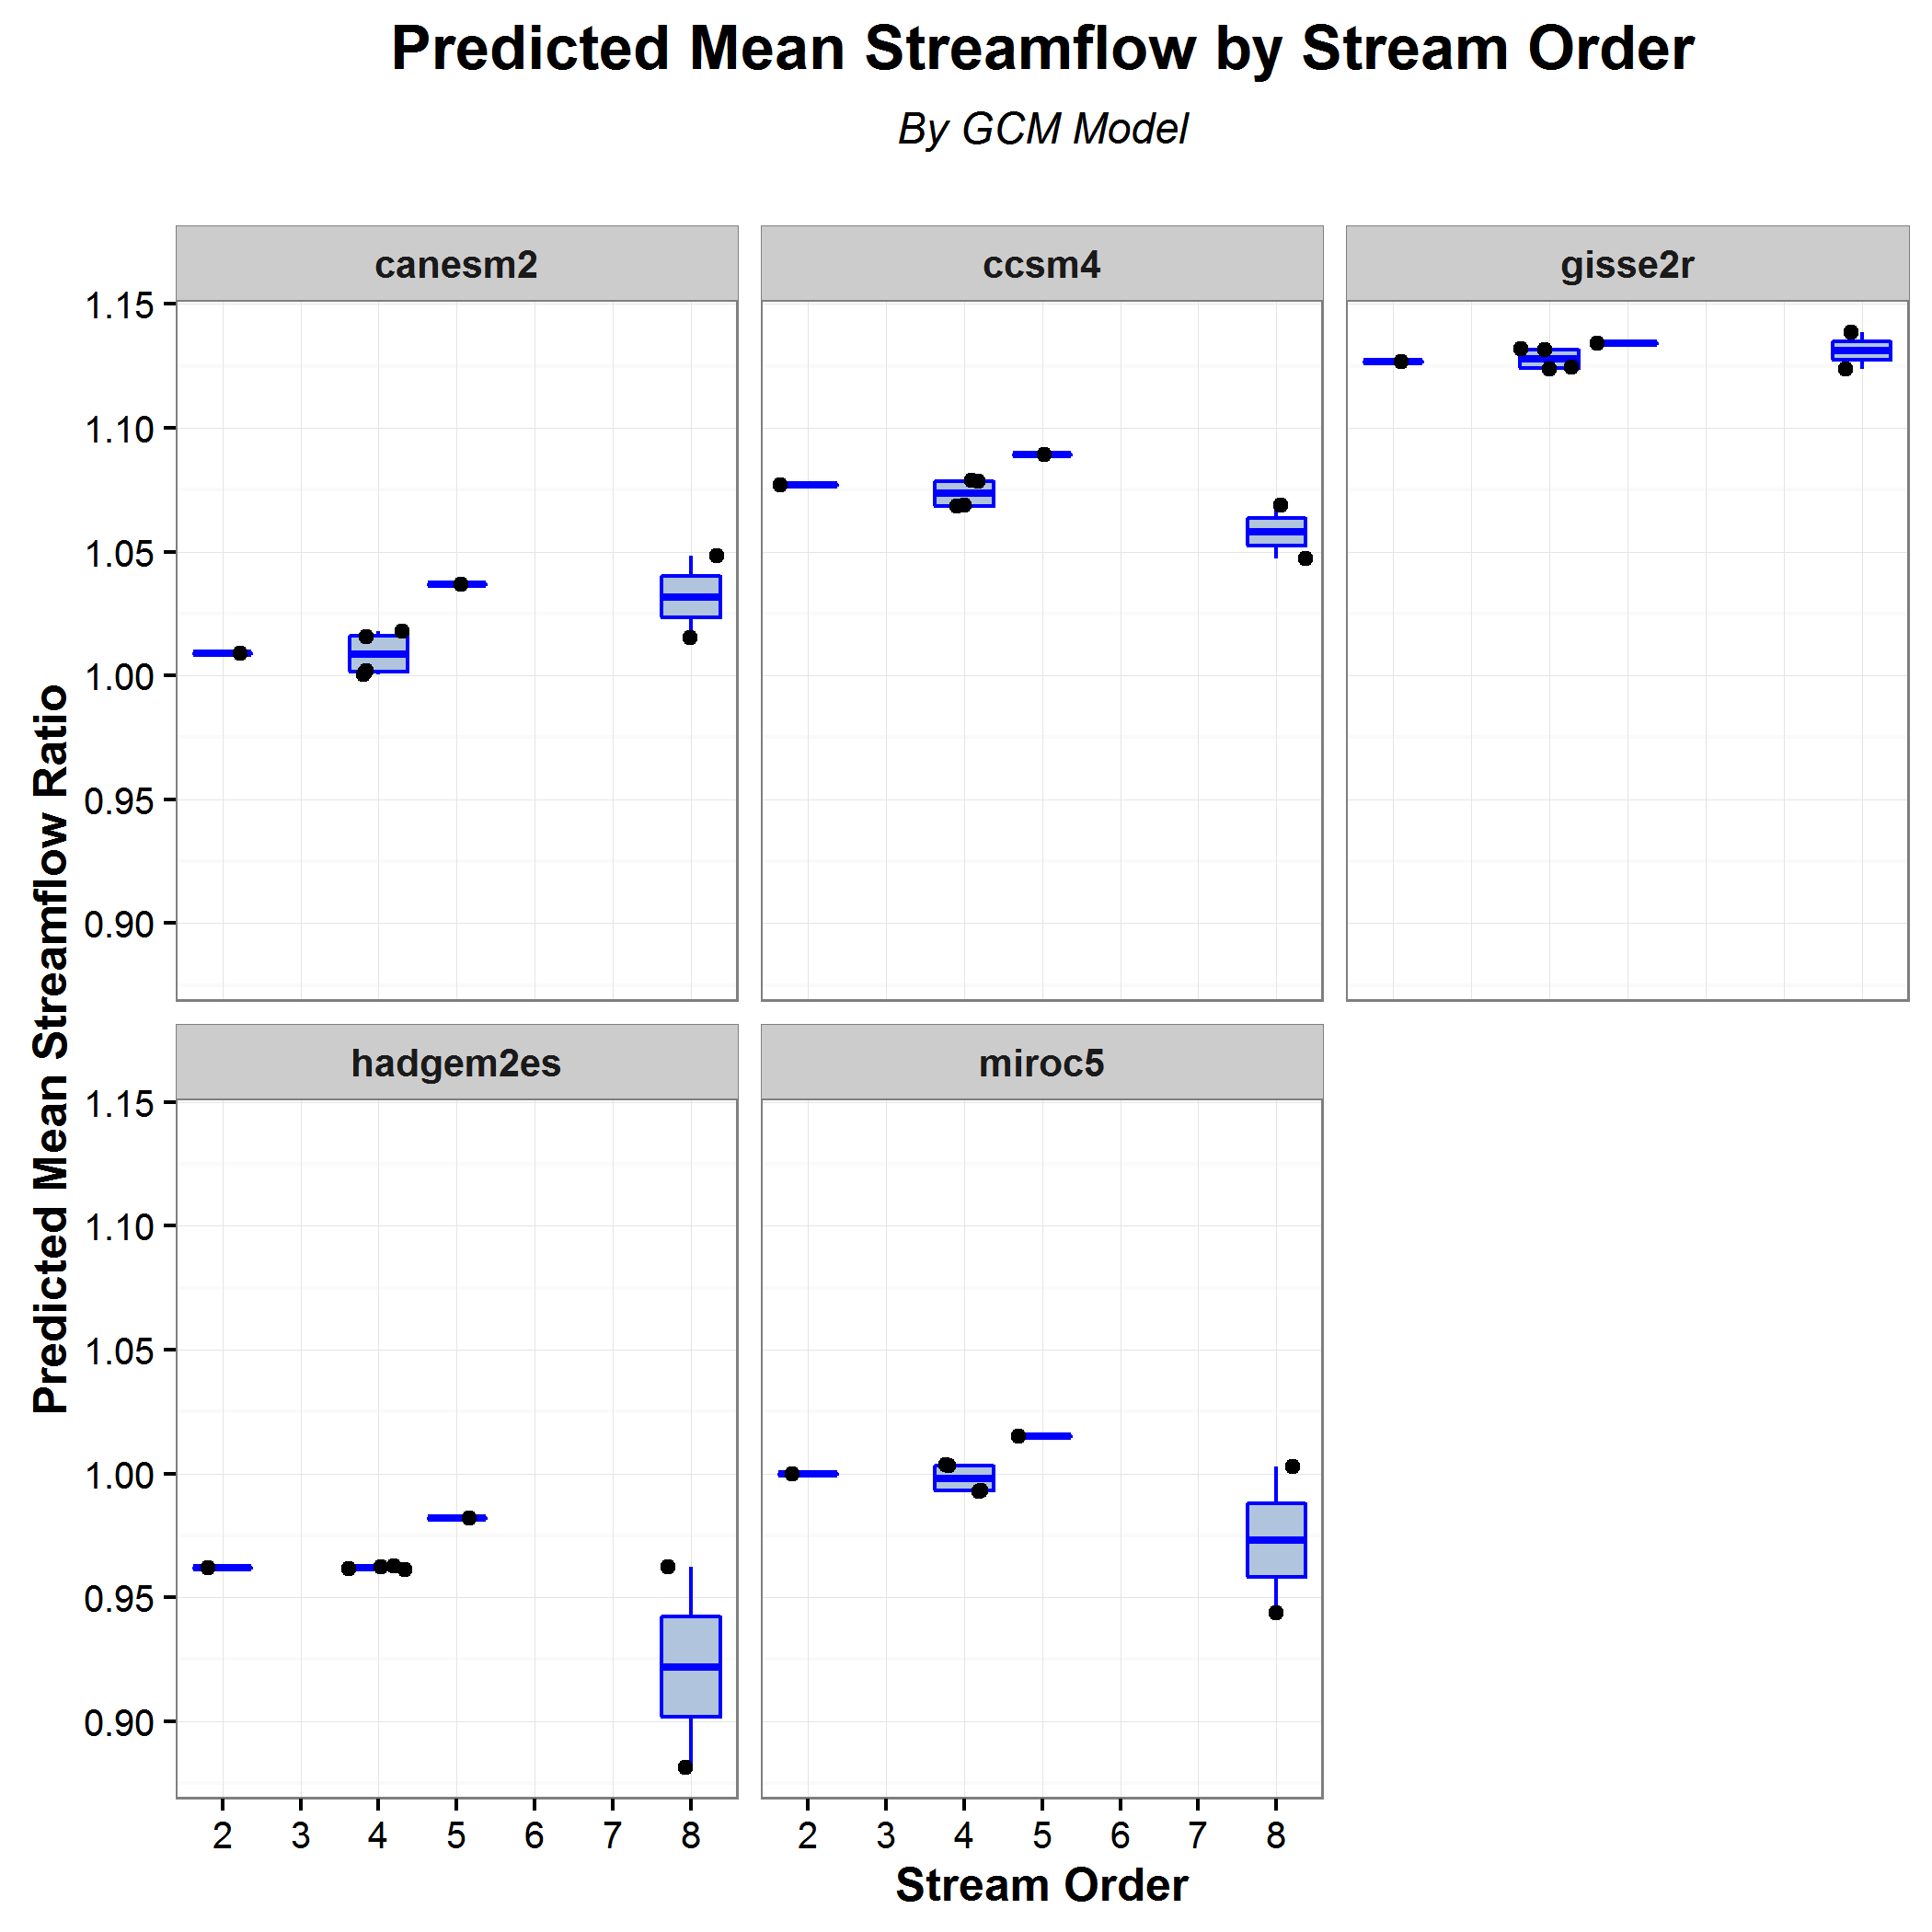 Predicted Mean Streamflow by Stream Order
By GCM Model
canesm2
ccsm4
gisse2r
1.15
1.10
1.05
1.00
0.95
0.90
Predicted Mean Streamflow Ratio
hadgem2es
miroc5
1.15
1.10
1.05
1.00
0.95
0.90
2 3 4 5 6 7 8
2 3 4 5 6 7 8
Stream Order